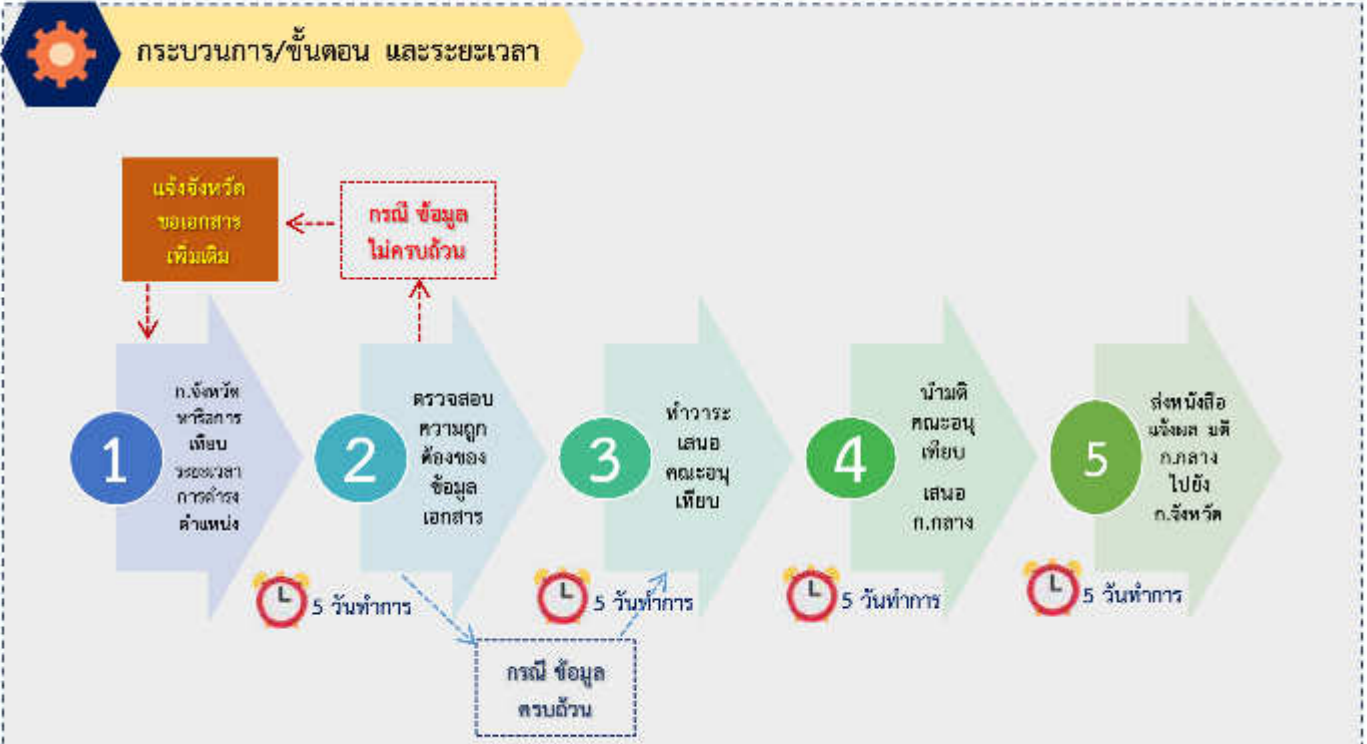 กระบวนการ/ขั้นตอน และระยะเวลา
แจ้งจังหวัด
ขอเอกสาร
เพิ่มเติม
กรณี ข้อมูล
ไม่ครบถ้วน
1
ก.จังหวัด
หารือการ
เทียบ
ระยะเวลา
การดำรง
ตำแหน่ง
2
ตรวจสอบ
ความถูก
ต้องของ
ข้อมูล
เอกสาร
3
ทำวาระ
เสนอ
คณะอนุ
เทียบ
4
นำมติ
คณะอนุ
เทียบ
เสนอ
ก.กลาง
5
ส่งหนังสือ
แจ้งผล มติ
ก.กลาง
ไปยัง
ก.จังหวัด
5 วันทำการ
5 วันทำการ
5 วันทำการ
5 วันทำการ
กรณี ข้อมูล
ครบถ้วน